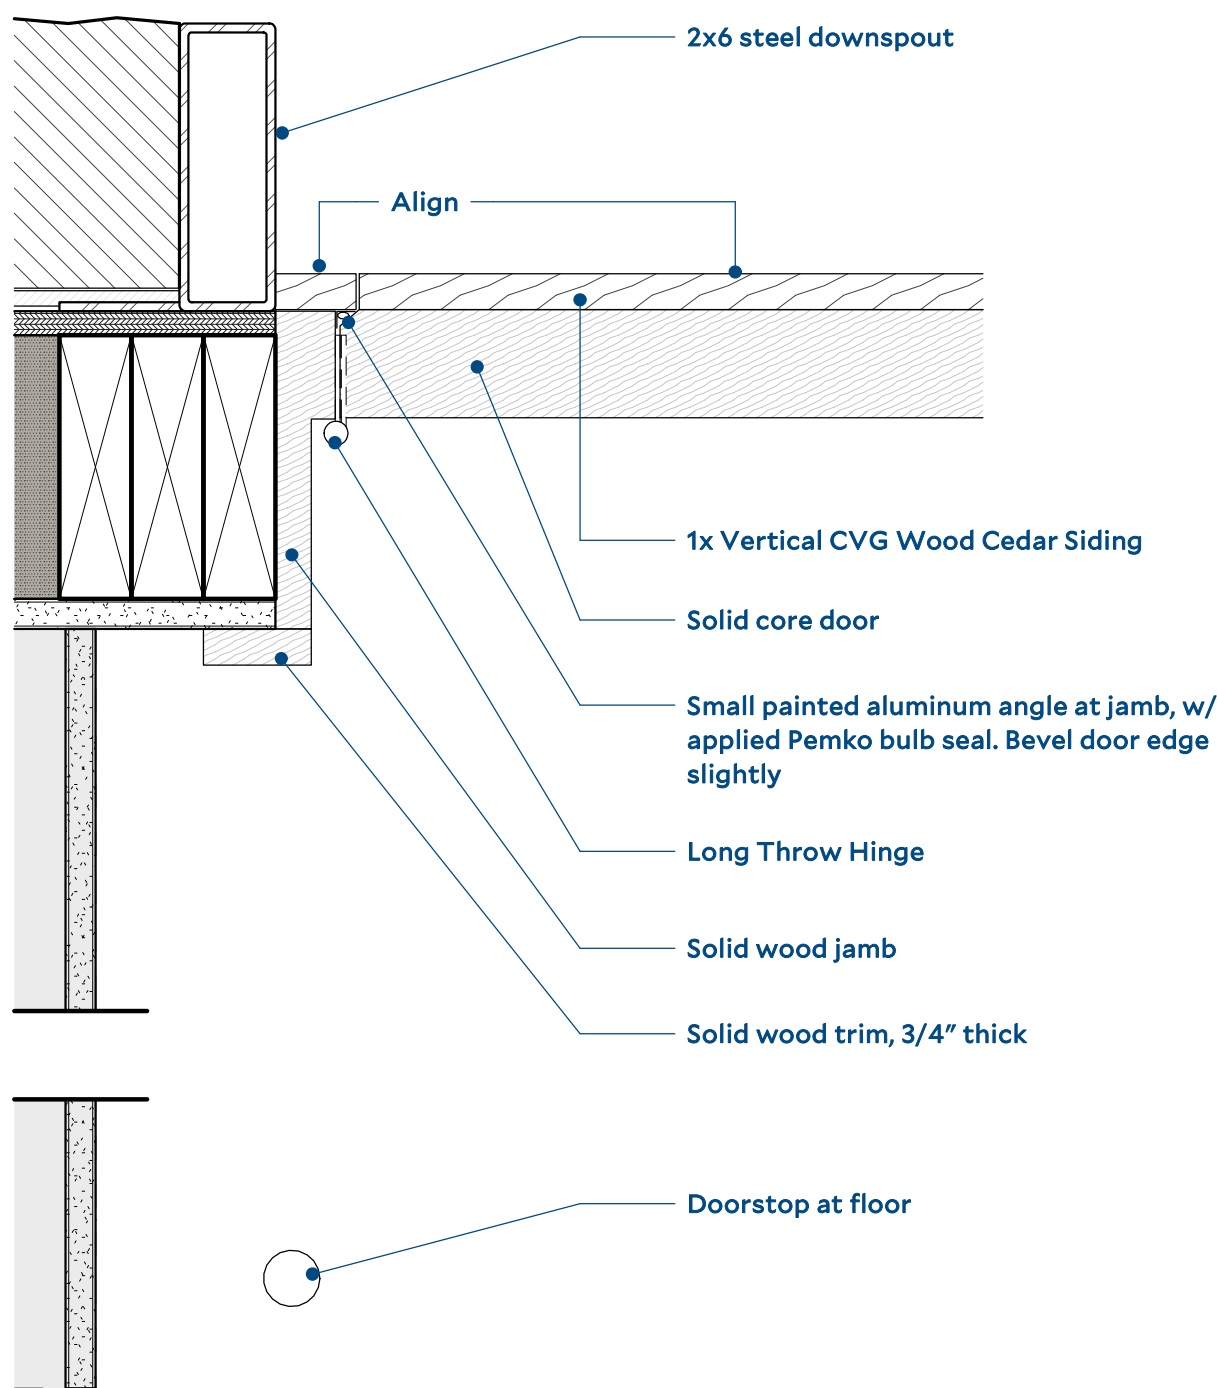 2x6 steel downspout
Align
1x Vertical CVG Wood Cedar Siding
Solid core door
Small painted aluminum angle at jamb, w/
applied Pemko bulb seal. Bevel door edge
slightly
Long Throw Hinge
Solid wood jamb
Solid wood trim, 3/4" thick
Doorstop at floor